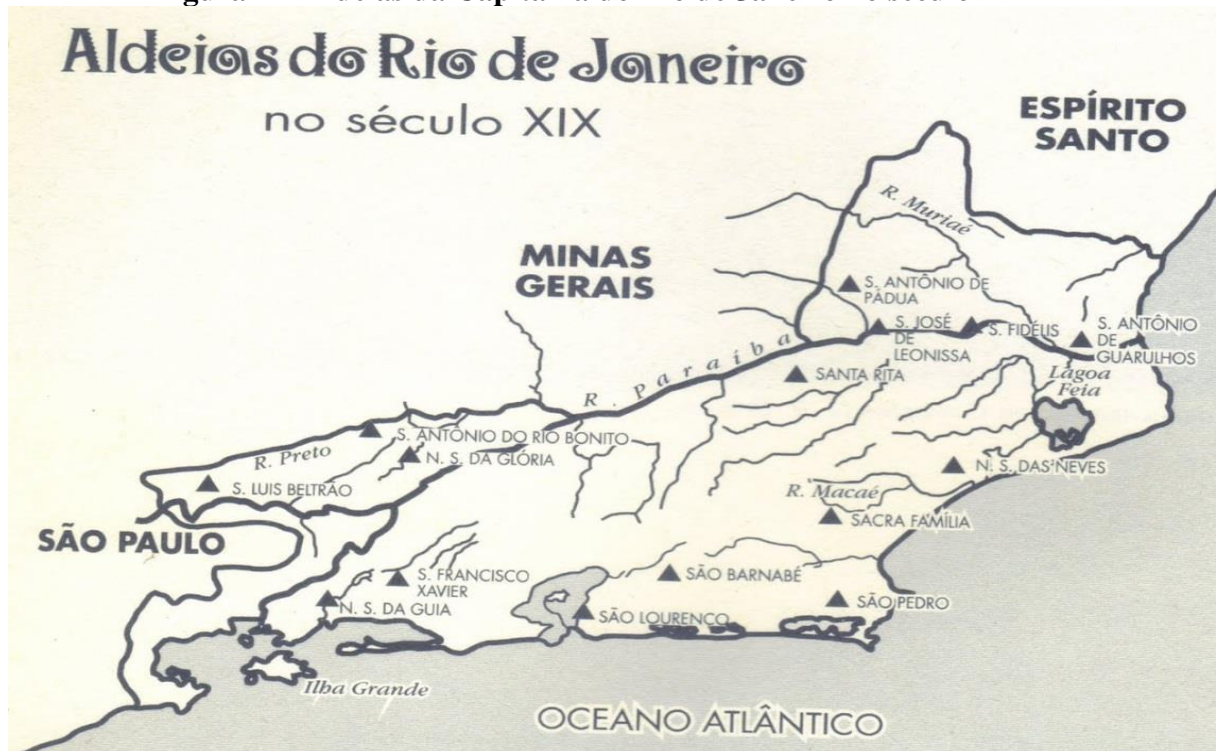 Aldeias do Rio de Janeiro
no século XIX
ESPÍRITO
SANTO
MINAS
GERAIS
R. Muriaé
S. ANTÔNIO DE
PÁDUA
S. JOSÉ
DE
LEONISSA
S. FIDÉLIS
S. ANTÔNIO
DE
GUARULHOS
R. Paraíba
SANTA RITA
Lagoa
Feia
S. ANTÔNIO DO RIO BONITO
R. Preto
N. S. DA GLÓRIA
N. S. DAS NEVES
S. LUIS BELTRÃO
R. Macaé
SACRA FAMÍLIA
SÃO PAULO
S. FRANCISCO
XAVIER
SÃO BARNABÉ
N. S. DA GUIA
SÃO LOURENÇO
SÃO PEDRO
Ilha Grande
OCEANO ATLÂNTICO